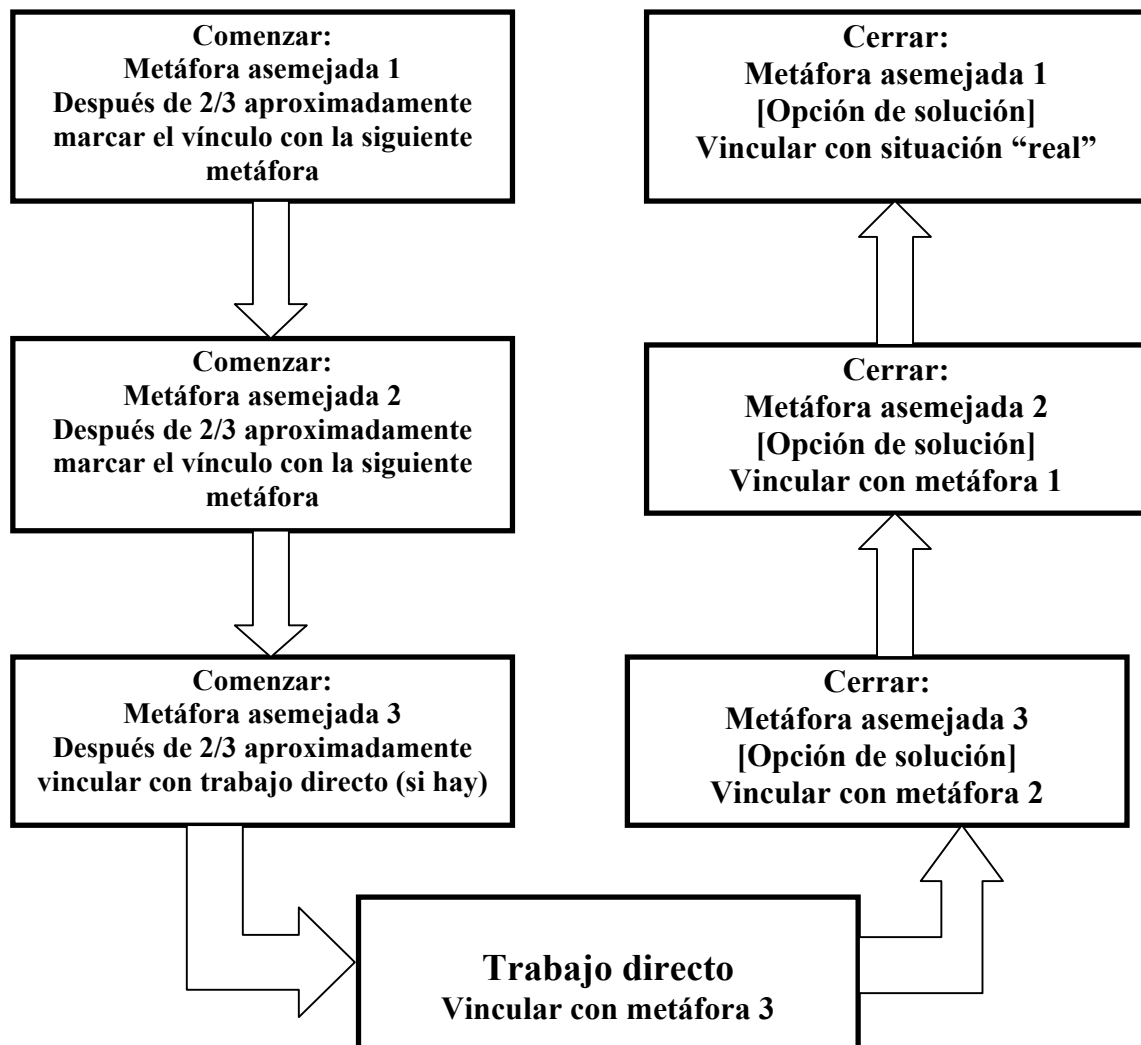 Comenzar:
Metáfora asemejada 1
Después de 2/3 aproximadamente
marcar el vínculo con la siguiente
metáfora
Comenzar:
Metáfora asemejada 2
Después de 2/3 aproximadamente
marcar el vínculo con la siguiente
metáfora
Comenzar:
Metáfora asemejada 3
Después de 2/3 aproximadamente
vincular con trabajo directo (si hay)
Trabajo directo
Vincular con metáfora 3
Cerrar:
Metáfora asemejada 3
[Opción de solución]
Vincular con metáfora 2
Cerrar:
Metáfora asemejada 2
[Opción de solución]
Vincular con metáfora 1
Cerrar:
Metáfora asemejada 1
[Opción de solución]
Vincular con situación “real”